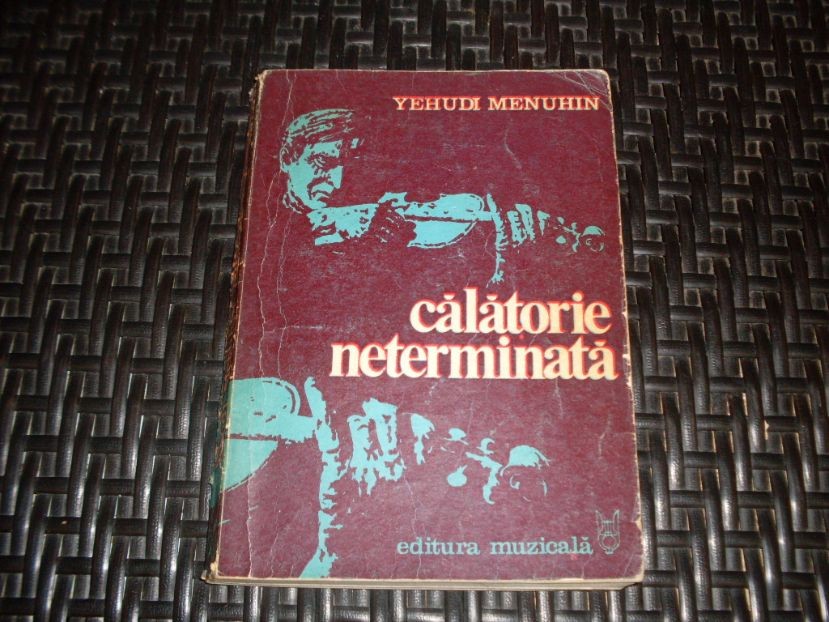 YEHUDI MENUHIN
călătorie
neterminată
editura muzicală